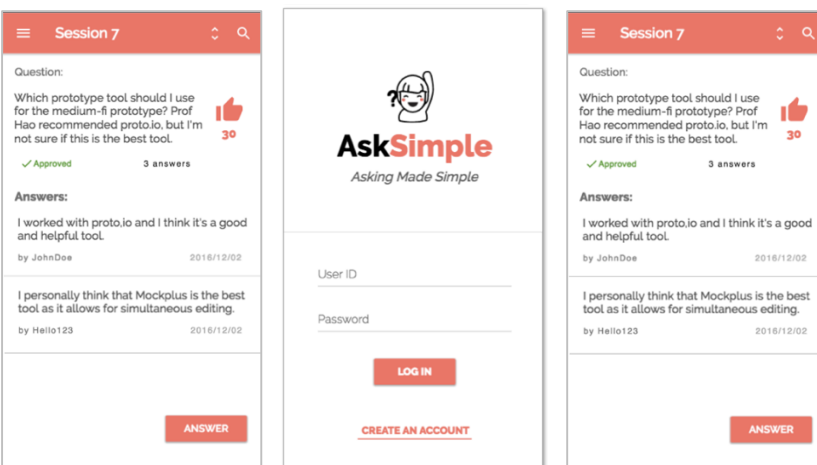 Session 7
Question:
Which prototype tool should I use
for the medium-fi prototype? Prof
Hao recommended proto.io, but I'm
not sure if this is the best tool.
30
Approved 3 answers
Answers:
I worked with proto,io and I think it's a good
and helpful tool.
by JohnDoe 2016/12/02
I personally think that Mockplus is the best
tool as it allows for simultaneous editing.
by Hello123 2016/12/02
ANSWER
?
AskSimple
Asking Made Simple
User ID
Password
LOG IN
CREATE AN ACCOUNT
Session 7
Question:
Which prototype tool should I use
for the medium-fi prototype? Prof
Hao recommended proto.io, but I'm
not sure if this is the best tool.
30
Approved 3 answers
Answers:
I worked with proto,io and I think it's a good
and helpful tool.
by JohnDoe 2016/12/02
I personally think that Mockplus is the best
tool as it allows for simultaneous editing.
by Hello123 2016/12/02
ANSWER